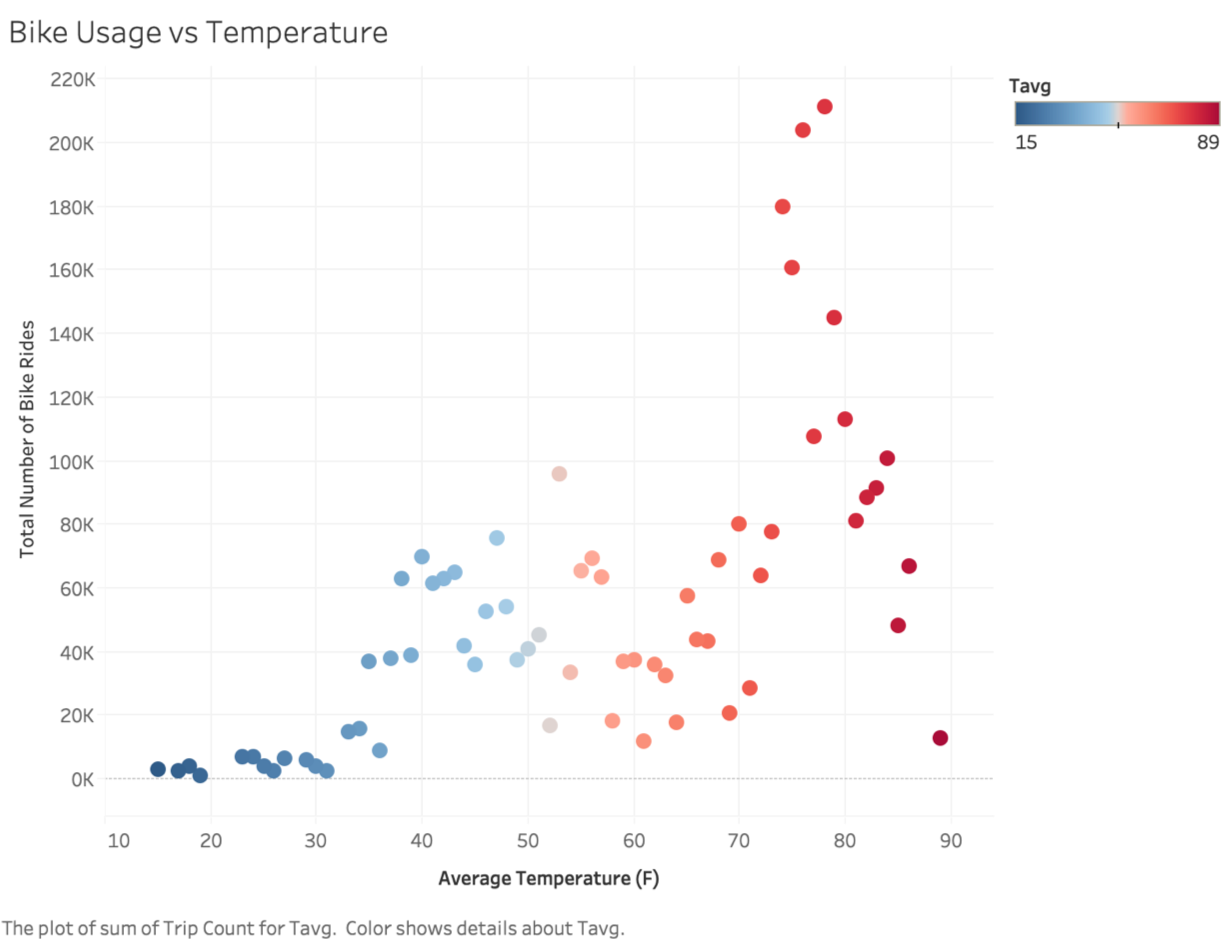 Bike Usage vs Temperature
Tavg
15 89
220K
200K
180K
160K
140K
120K
100K
80K
60K
40K
20K
0K
Total Number of Bike Rides
10 20 30 40 50 60 70 80 90
Average Temperature (F)
The plot of sum of Trip Count for Tavg.  Color shows details about Tavg.